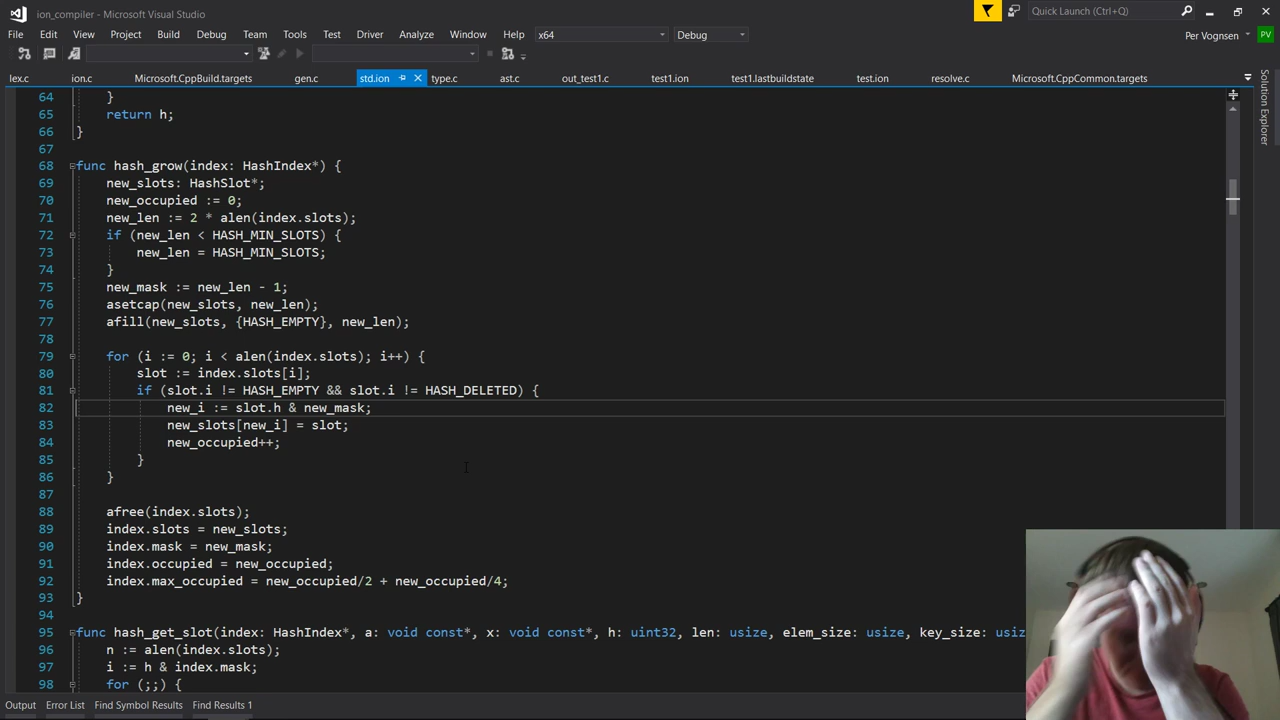 ion_compiler - Microsoft Visual Studio
Quick Launch (Ctrl+Q)
File Edit View Project Build Debug Team Tools Test Driver Analyze Window Help x64 Debug
Per Vognsen PV
lex.c ion.c Microsoft.CppBuild.targets gen.c std.ion type.c ast.c out_test1.c test1.ion test1.lastbuildstate test.ion resolve.c Microsoft.CppCommon.targets
Solution Explorer
64 }
65 return h;
66 }
67
68 func hash_grow(index: HashIndex*) {
69 new_slots: HashSlot*;
70 new_occupied := 0;
71 new_len := 2 * alen(index.slots);
72 if (new_len < HASH_MIN_SLOTS) {
73 new_len = HASH_MIN_SLOTS;
74 }
75 new_mask := new_len - 1;
76 asetcap(new_slots, new_len);
77 afill(new_slots, {HASH_EMPTY}, new_len);
78
79 for (i := 0; i < alen(index.slots); i++) {
80 slot := index.slots[i];
81 if (slot.i != HASH_EMPTY && slot.i != HASH_DELETED) {
82 new_i := slot.h & new_mask;
83 new_slots[new_i] = slot;
84 new_occupied++;
85 }
86 }
87
88 afree(index.slots);
89 index.slots = new_slots;
90 index.mask = new_mask;
91 index.occupied = new_occupied;
92 index.max_occupied = new_occupied/2 + new_occupied/4;
93 }
94
95 func hash_get_slot(index: HashIndex*, a: void const*, x: void const*, h: uint32, len: usize, elem_size: usize, key_size: usiz
96 n := alen(index.slots);
97 i := h & index.mask;
98 for (;;) {
Output Error List Find Symbol Results Find Results 1